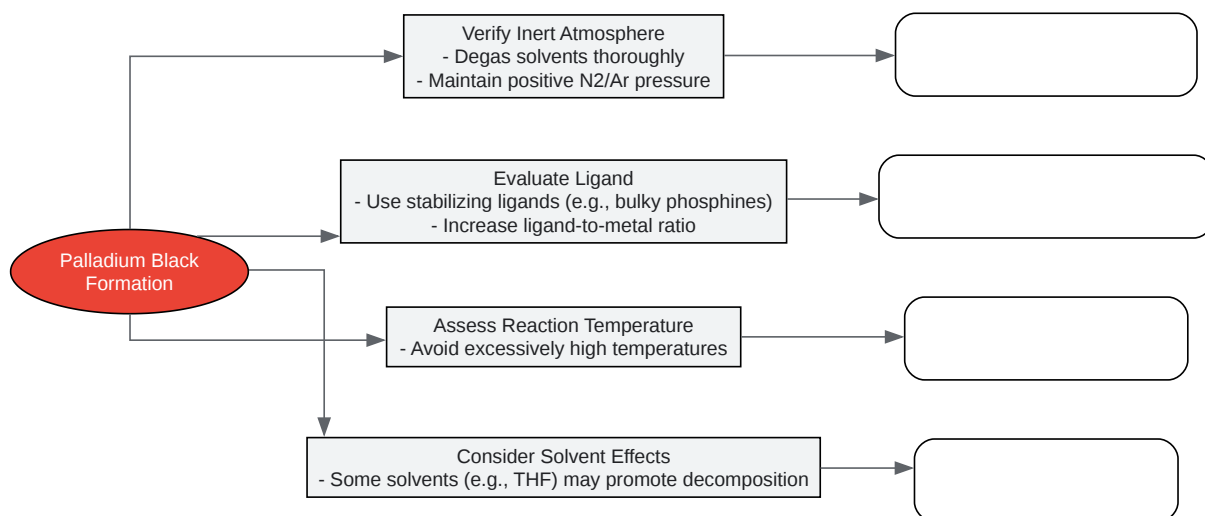 Verify Inert Atmosphere
- Degas solvents thoroughly
- Maintain positive N2/Ar pressure
Evaluate Ligand
- Use stabilizing ligands (e.g., bulky phosphines)
- Increase ligand-to-metal ratio
Palladium Black
Formation
Assess Reaction Temperature
- Avoid excessively high temperatures
Consider Solvent Effects
- Some solvents (e.g., THF) may promote decomposition